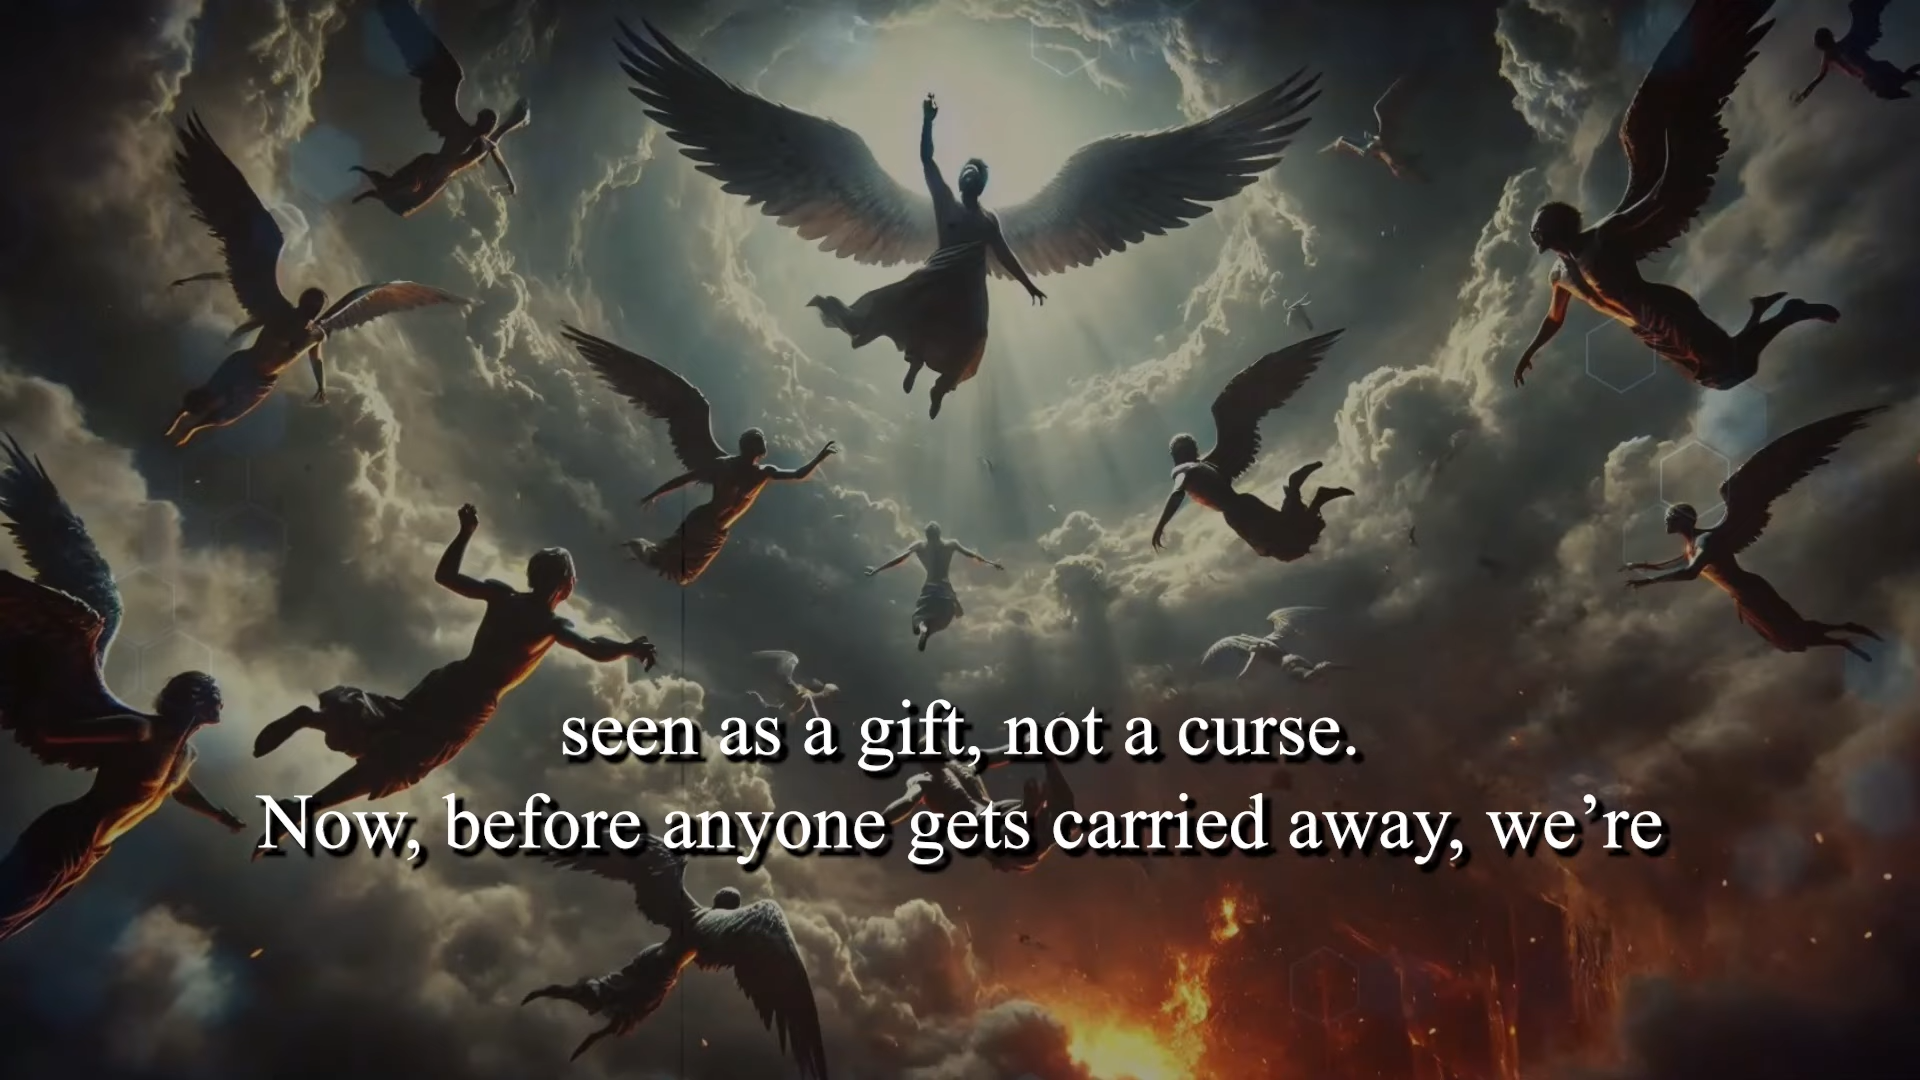 seen as a gift, not a curse.
Now, before anyone gets carried away, we’re